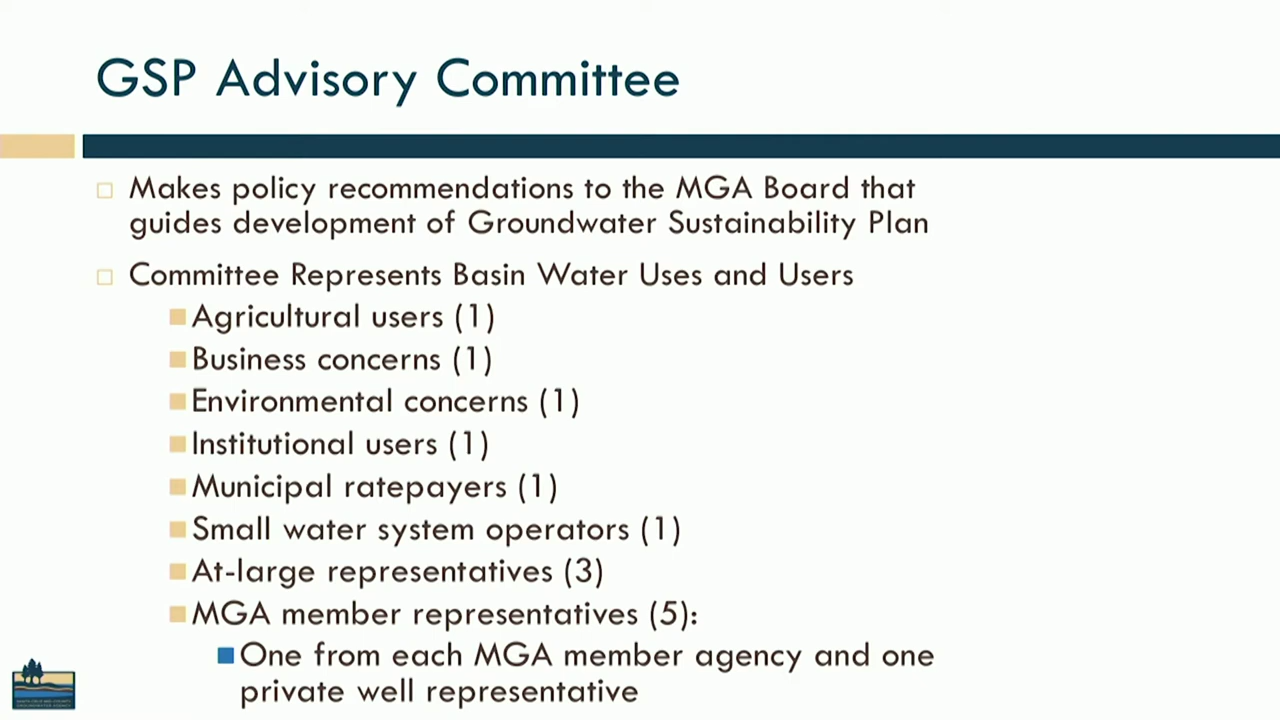 GSP Advisory Committee
Makes policy recommendations to the MGA Board that
guides development of Groundwater Sustainability Plan
Committee Represents Basin Water Uses and Users
Agricultural users (1)
Business concerns (1)
Environmental concerns (1)
Institutional users (1)
Municipal ratepayers (1)
Small water system operators (1)
At-large representatives (3)
MGA member representatives (5):
One from each MGA member agency and one
private well representative